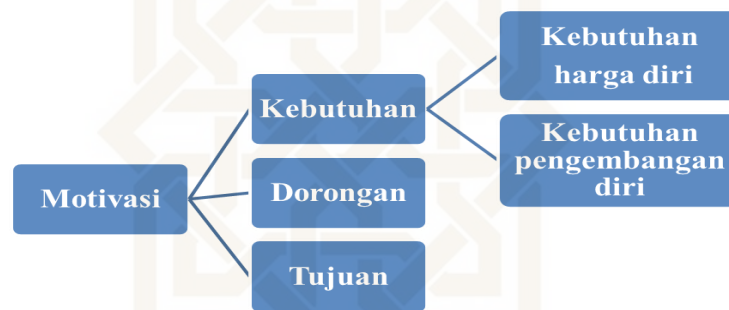 Motivasi
Kebutuhan
Dorongan
Tujuan
Kebutuhan
harga diri
Kebutuhan
pengembangan
diri